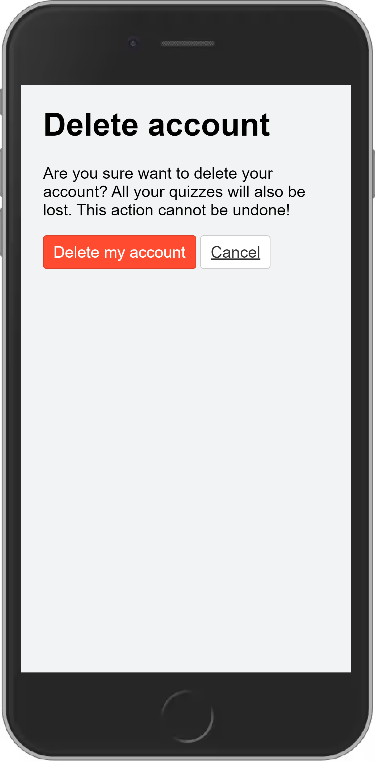 Delete account
Are you sure want to delete your
account? All your quizzes will also be
lost. This action cannot be undone!
Delete my account
Cancel